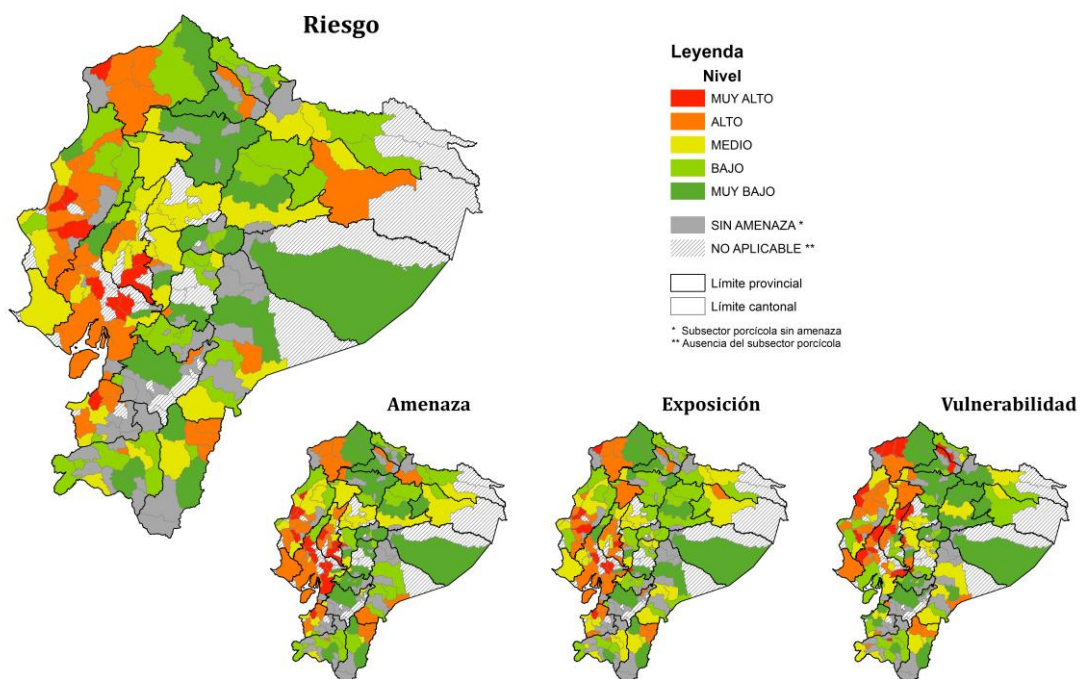 Riesgo
Leyenda
Nivel
MUY ALTO
ALTO
MEDIO
BAJO
MUY BAJO
SIN AMENAZA *
NO APLICABLE **
Límite provincial
Límite cantonal
* Subsector porcícola sin amenaza
** Ausencia del subsector porcícola
Amenaza
Exposición
Vulnerabilidad